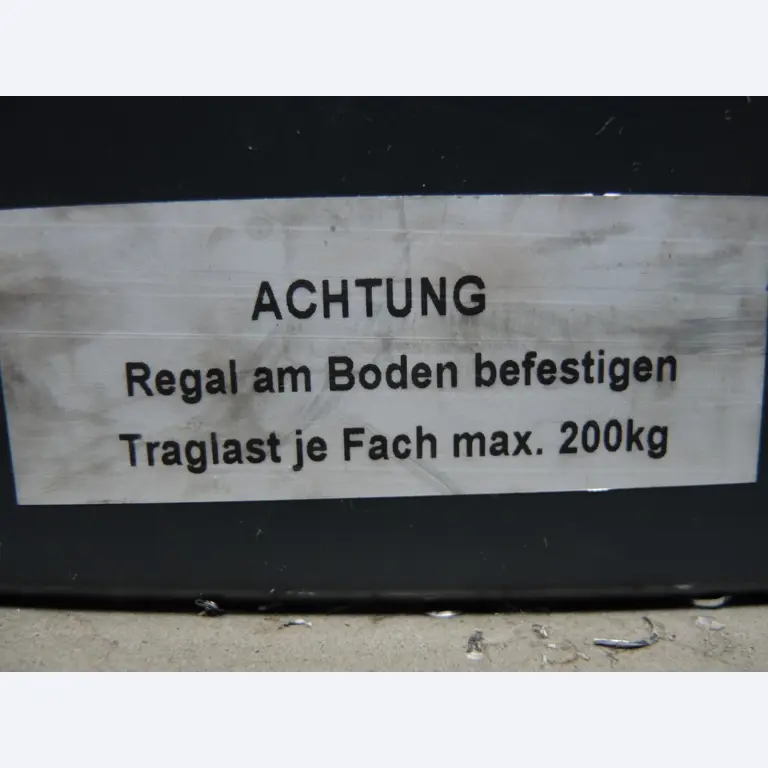 ACHTUNG
Regal am Boden befestigen
Traglast je Fach max. 200kg